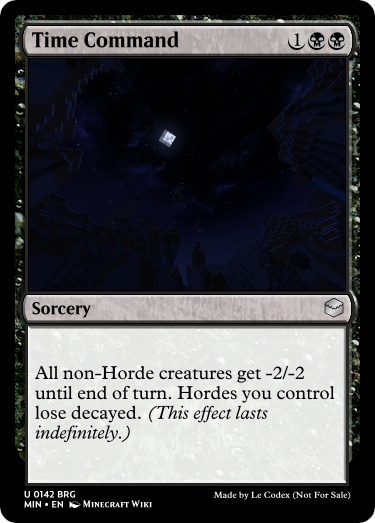 Time Command 1
Sorcery
All non-Horde creatures get -2/-2
until end of turn. Hordes you control
lose decayed. (This effect lasts
indefinitely.)
U 0142 BRG
MIN • EN Minecraft Wiki
Made by Le Codex (Not For Sale)